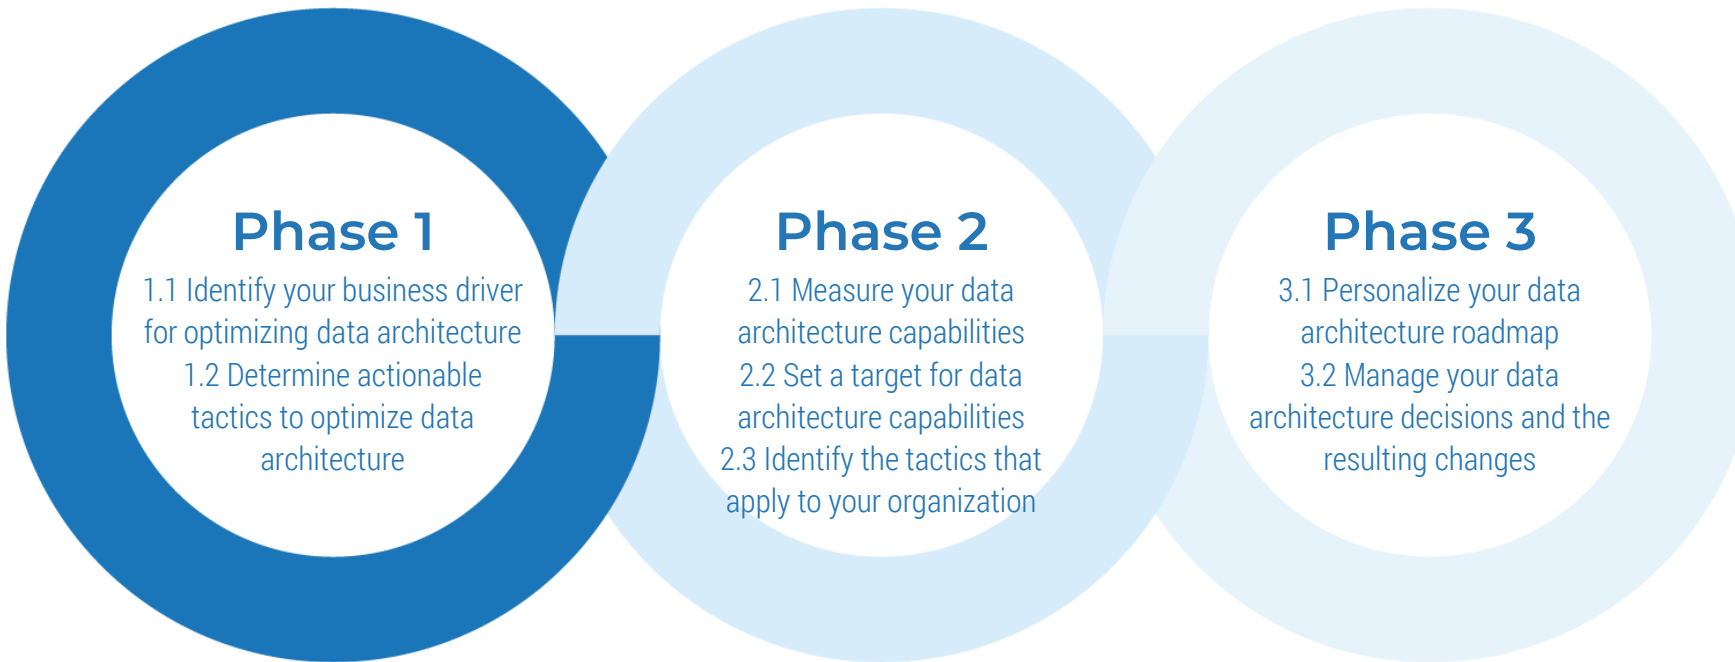 Phase 1
1.1 Identify your business driver
for optimizing data architecture
1.2 Determine actionable
tactics to optimize data
architecture
Phase 2
2.1 Measure your data
architecture capabilities
2.2 Set a target for data
architecture capabilities
2.3 Identify the tactics that
apply to your organization
Phase 3
3.1 Personalize your data
architecture roadmap
3.2 Manage your data
architecture decisions and the
resulting changes